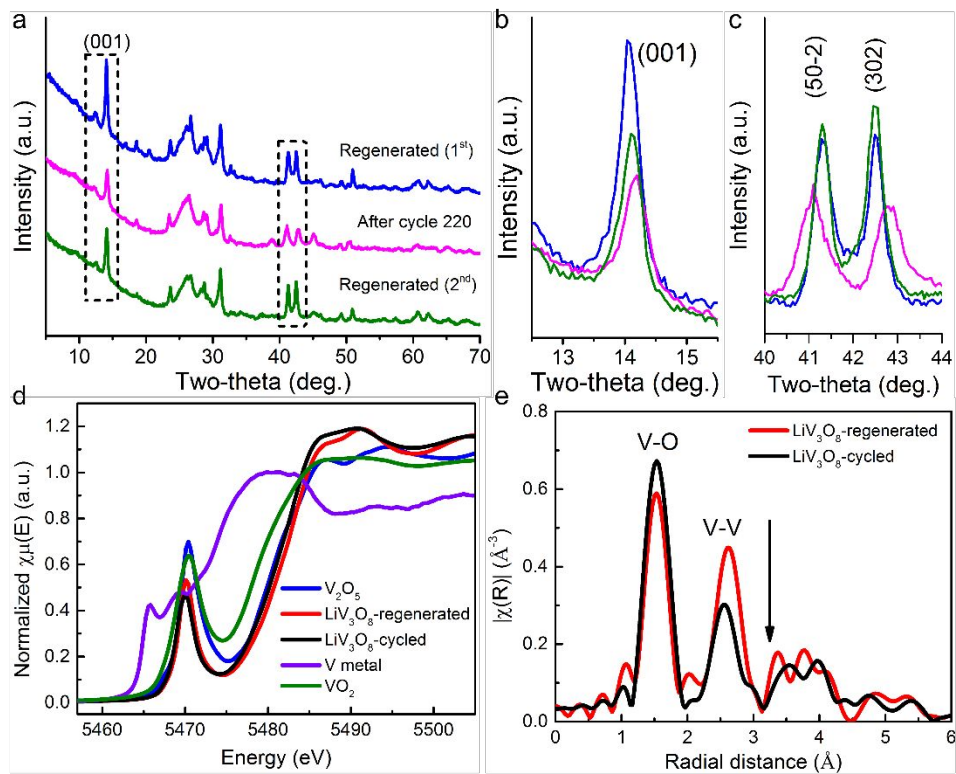 a
(001)
Intensity (a.u.)
Regenerated (1st)
After cycle 220
Regenerated (2nd)
10 20 30 40 50 60 70
Two-theta (deg.)
b
(001)
Intensity (a.u.)
13 14 15
Two-theta (deg.)
c
(50-2)
(302)
Intensity (a.u.)
40 41 42 43 44
Two-theta (deg.)
d
Normalized χμ(E) (a.u.)
1.2
1.0
0.8
0.6
0.4
0.2
0.0
V₂O₅
LiV₃O₈-regenerated
LiV₃O₈-cycled
V metal
VO₂
5460 5470 5480 5490 5500
Energy (eV)
e
|χ(R)| (Å⁻³)
0.8
0.6
0.4
0.2
0.0
LiV₃O₈-regenerated
LiV₃O₈-cycled
V–O
V–V
0 1 2 3 4 5 6
Radial distance (Å)